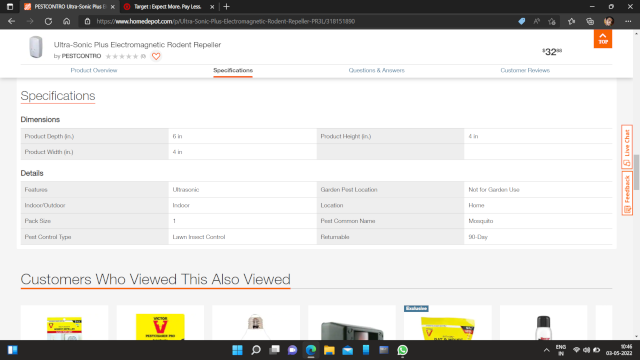 PESTCONTRO Ultra-Sonic Plus E
Target : Expect More. Pay Less.
https://www.homedepot.com/p/Ultra-Sonic-Plus-Electromagnetic-Rodent-Repeller-PR3L/318151890
Ultra-Sonic Plus Electromagnetic Rodent Repeller
by PESTCONTRO
(0)
TOP
Product Overview
Specifications
Questions & Answers
Customer Reviews
Specifications
Dimensions
Product Depth (in.) 6 in Product Height (in.) 4 in
Product Width (in.) 4 in
Details
Features Ultrasonic Garden Pest Location Not for Garden Use
Indoor/Outdoor Indoor Location Home
Pack Size 1 Pest Common Name Mosquito
Pest Control Type Lawn Insect Control Returnable 90-Day
Live Chat
Feedback
Customers Who Viewed This Also Viewed
Exclusive
VICTOR
VICTOR
ENG
IN
10:46